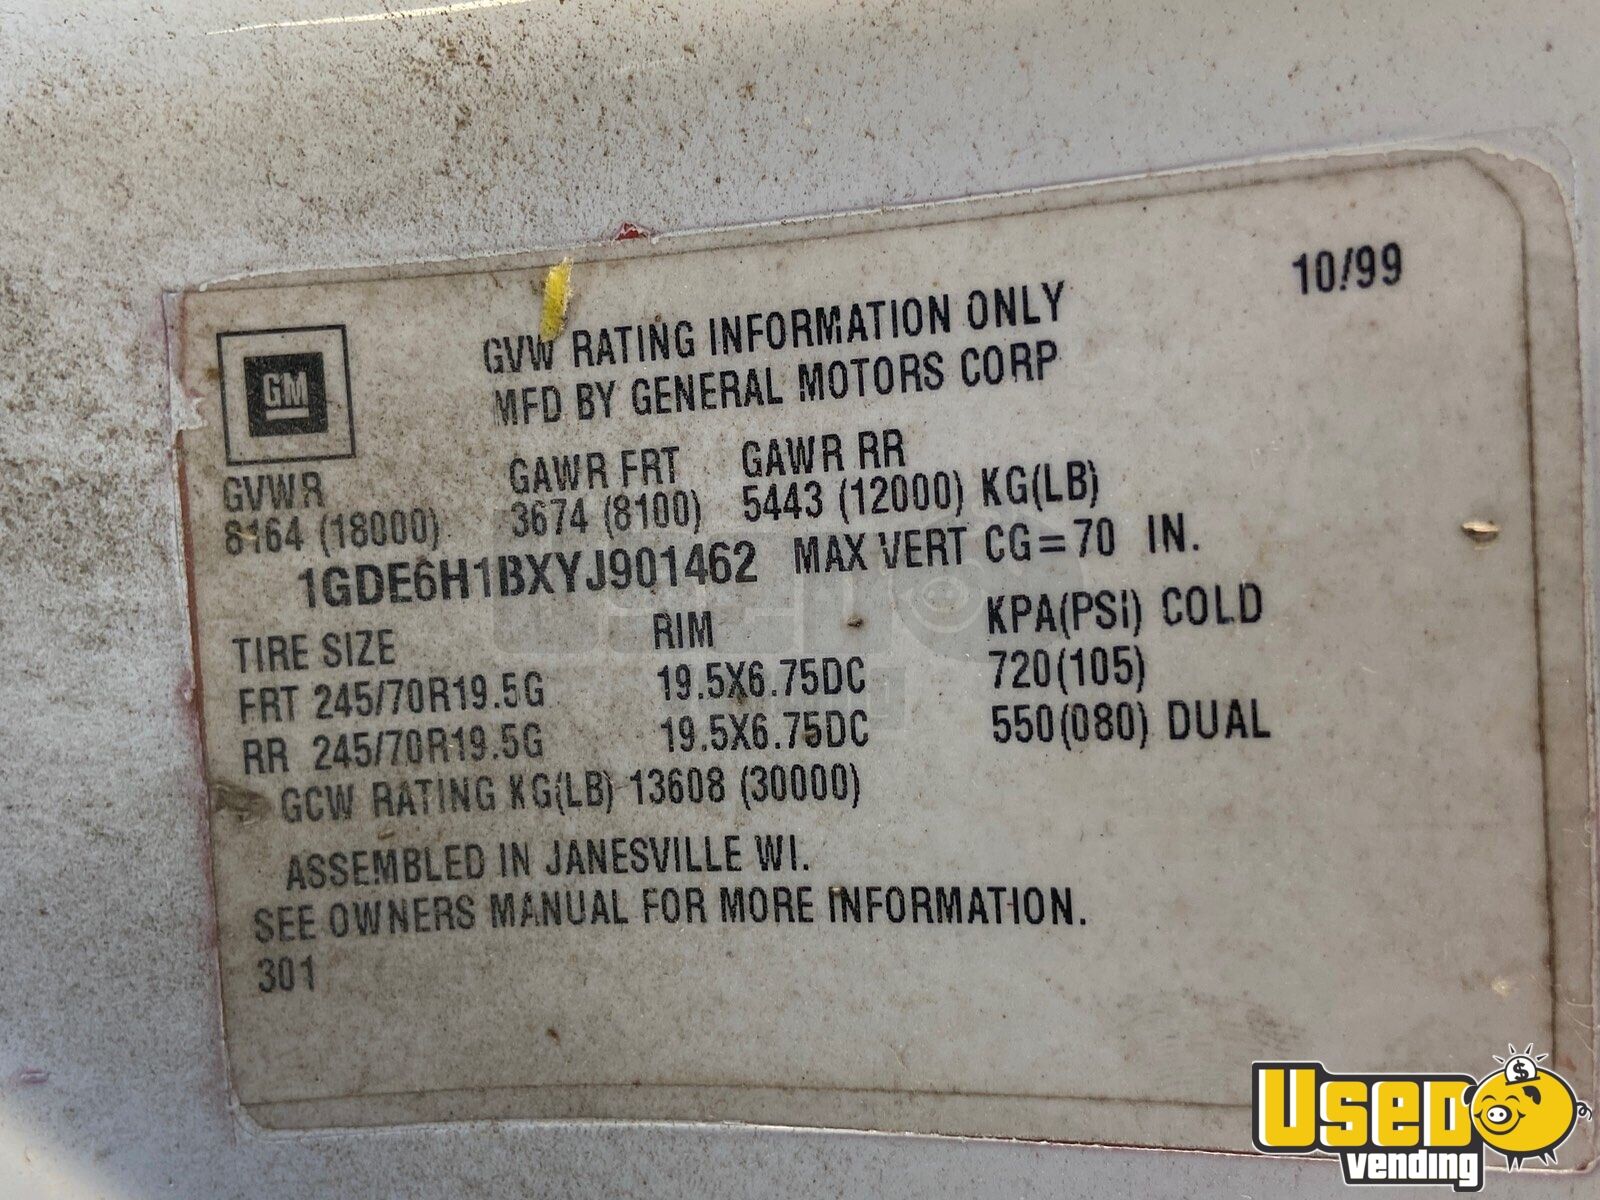 10/99
GM
GVW RATING INFORMATION ONLY
MFD BY GENERAL MOTORS CORP
GVWR GAWR FRT GAWR RR
8164 (18000) 3674 (8100) 5443 (12000) KG(LB)
1GDE6H1BXYJ901462 MAX VERT CG=70 IN.
TIRE SIZE RIM KPA(PSI) COLD
FRT 245/70R19.5G 19.5X6.75DC 720(105)
RR 245/70R19.5G 19.5X6.75DC 550(080) DUAL
GCW RATING KG(LB) 13608 (30000)
ASSEMBLED IN JANESVILLE WI.
SEE OWNERS MANUAL FOR MORE INFORMATION.
301
USED
vending
$